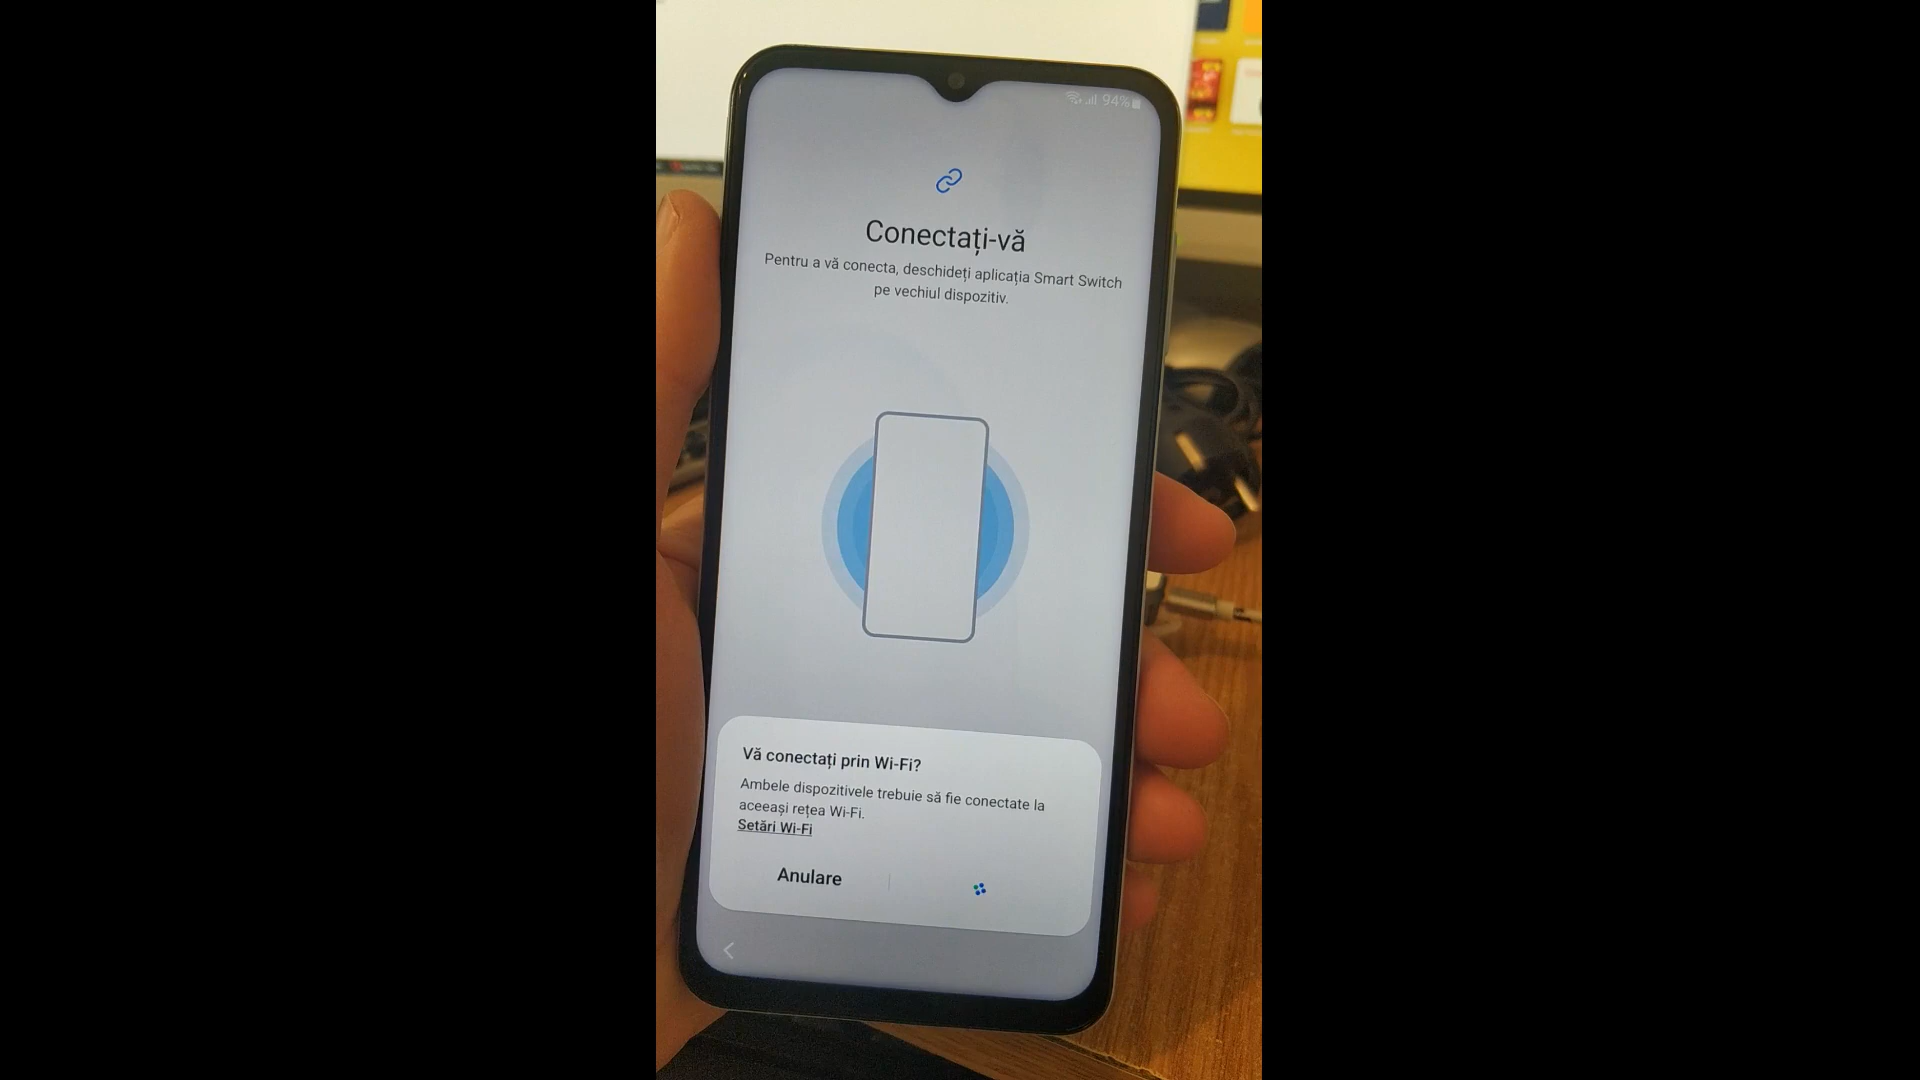 94%
Conectați-vă
Pentru a vă conecta, deschideți aplicația Smart Switch
pe vechiul dispozitiv.
Vă conectați prin Wi-Fi?
Ambele dispozitivele trebuie să fie conectate la
aceeași rețea Wi-Fi.
Setări Wi-Fi
Anulare